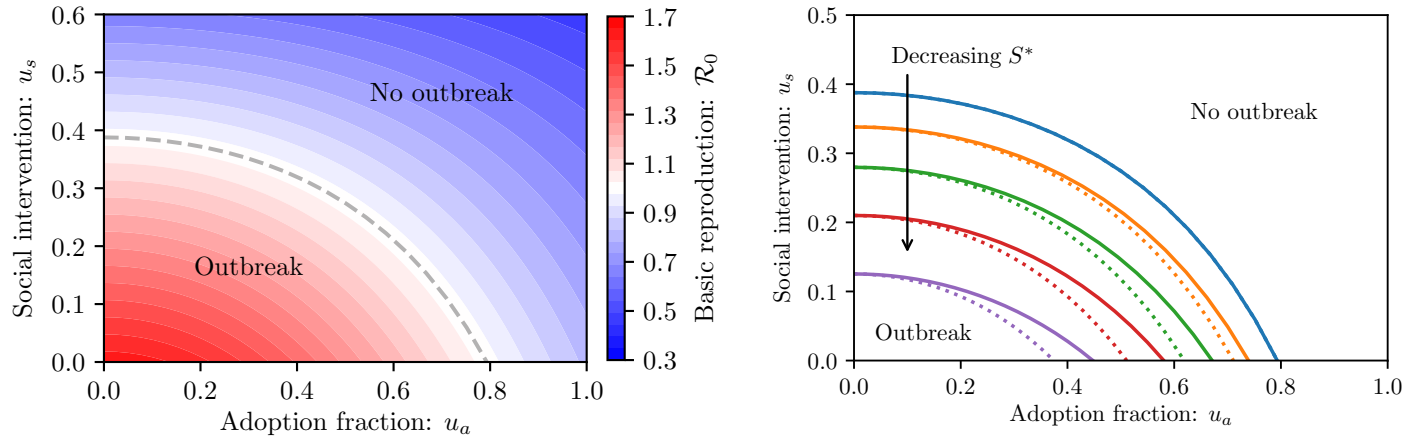 0.6
0.5
0.4
0.3
0.2
0.1
0.0
Social intervention: u_s
No outbreak
Outbreak
0.0 0.2 0.4 0.6 0.8 1.0
Adoption fraction: u_a
1.7
1.5
1.3
1.1
0.9
0.7
0.5
0.3
Basic reproduction: ℛ₀
0.5
0.4
0.3
0.2
0.1
0.0
Social intervention: u_s
Decreasing S*
No outbreak
Outbreak
0.0 0.2 0.4 0.6 0.8 1.0
Adoption fraction: u_a